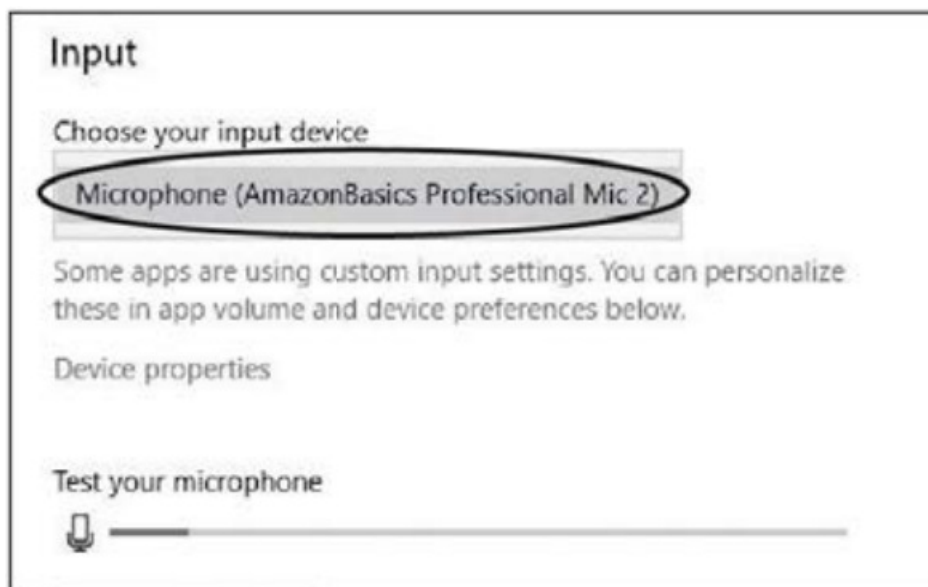 Input
Choose your input device
Microphone (AmazonBasics Professional Mic 2)
Some apps are using custom input settings. You can personalize
these in app volume and device preferences below.
Device properties
Test your microphone